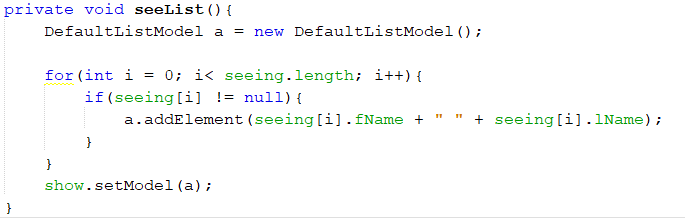 private void seeList(){
    DefaultListModel a = new DefaultListModel();

    for(int i = 0; i< seeing.length; i++){
        if(seeing[i] != null){
            a.addElement(seeing[i].fName + " " + seeing[i].lName);
        }
    }
    show.setModel(a);
}